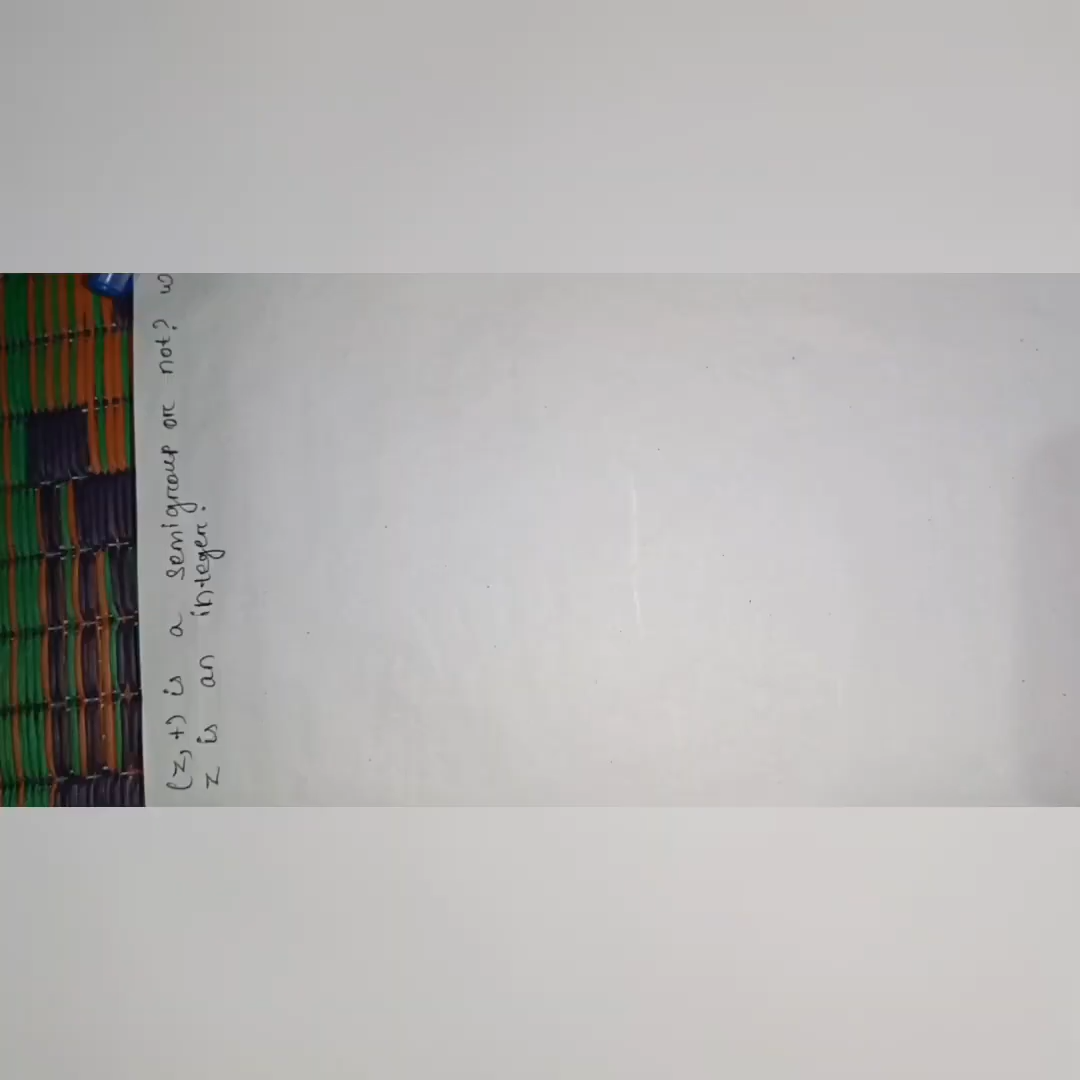 (Z, +) is a semigroup or not? w
Z is an integer.